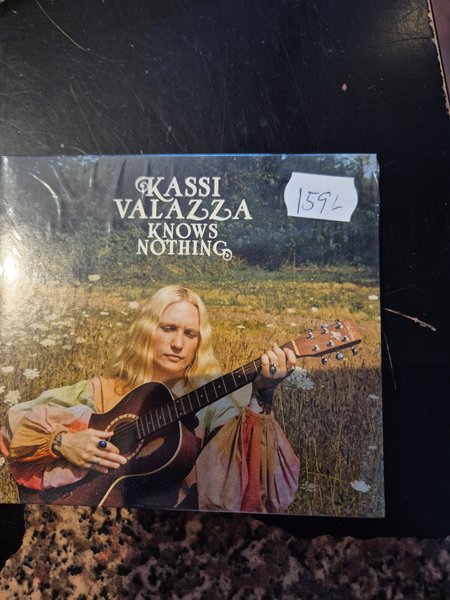 KASSI
VALAZZA
KNOWS
NOTHING
159L